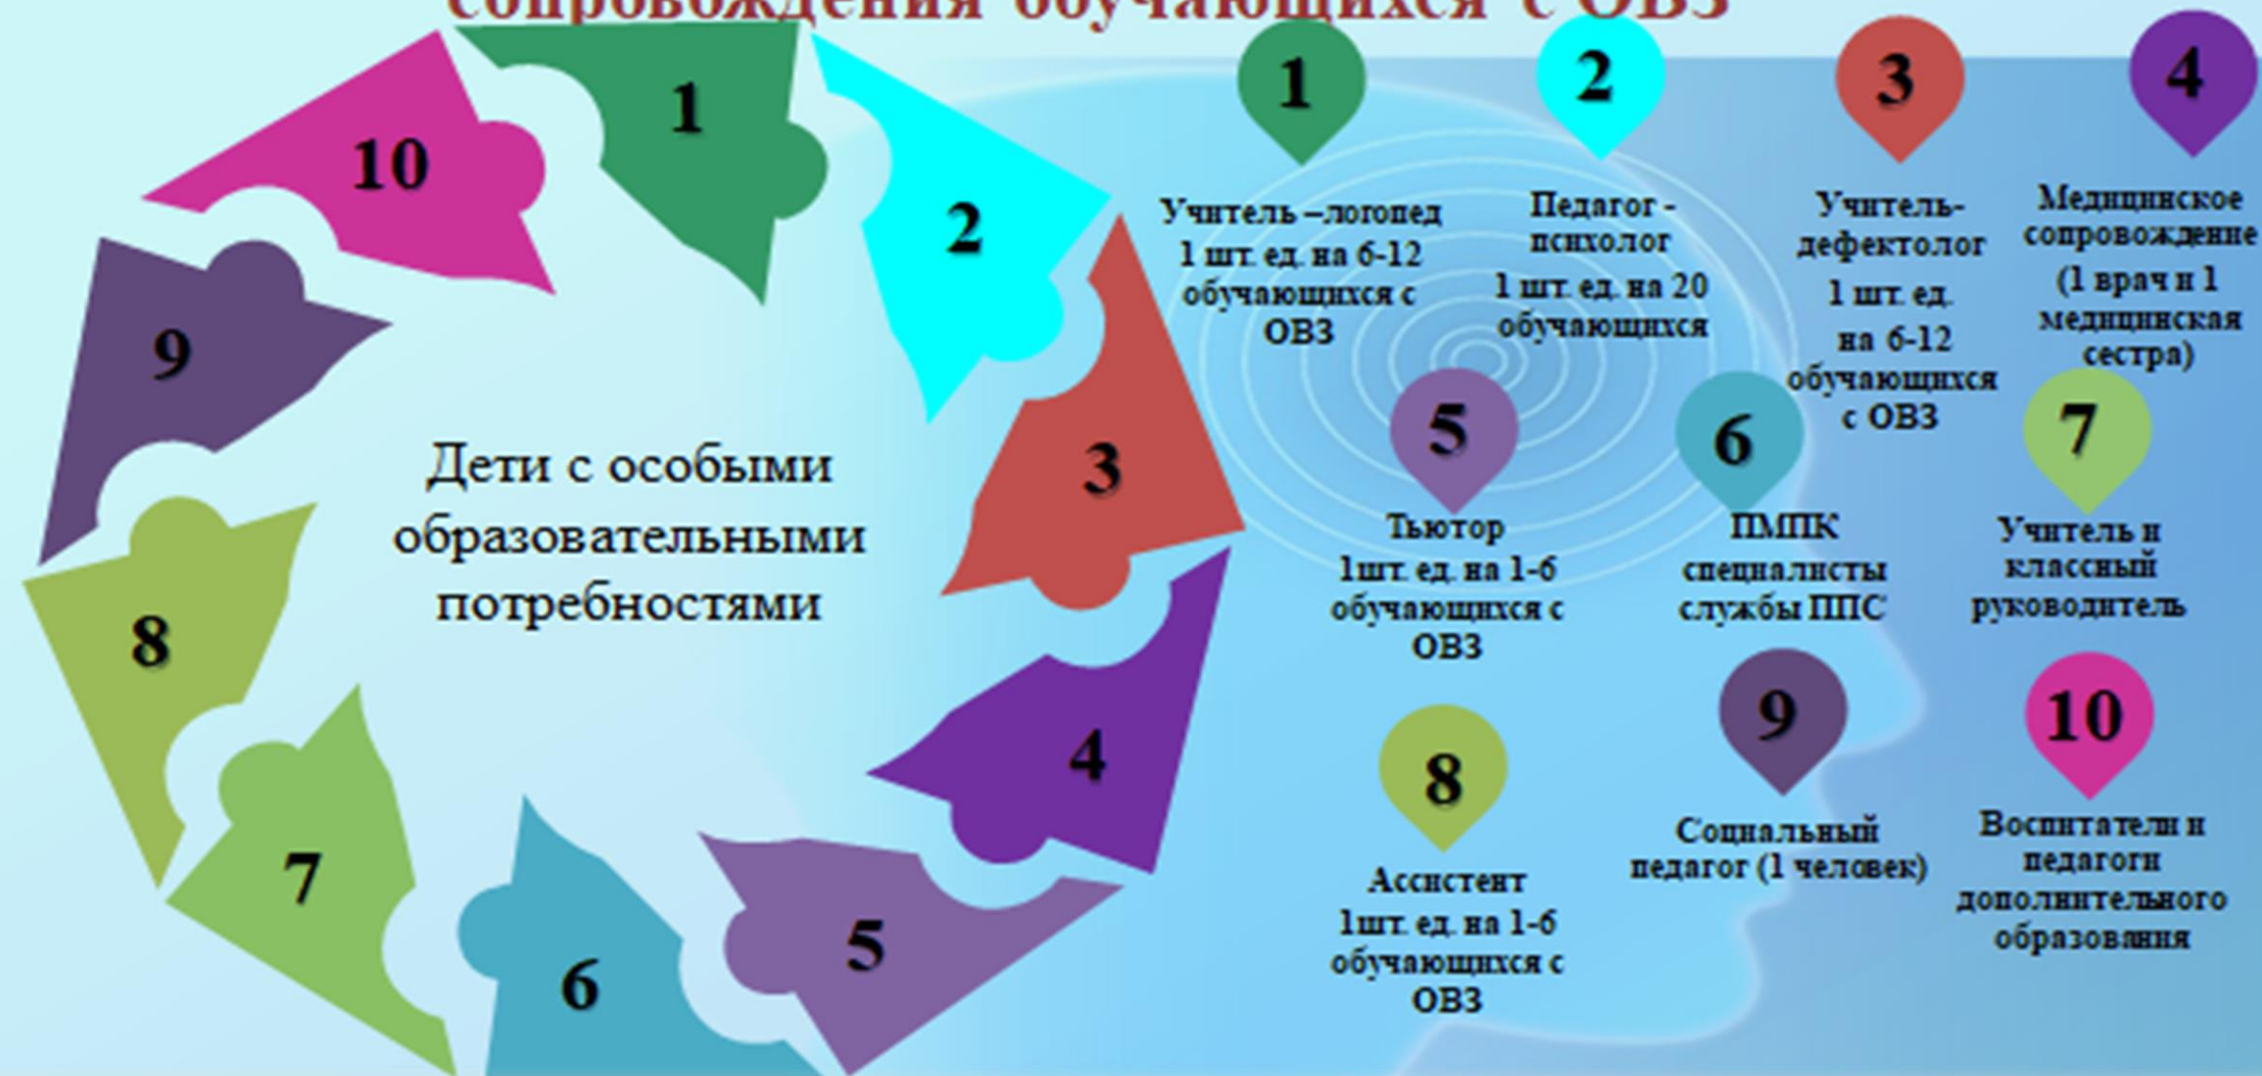 сопровождения обучающихся с ОВЗ
10
1
2
3
4
5
6
7
8
9
Дети с особыми
образовательными
потребностями
1
Учитель –логопед
1 шт. ед. на 6-12
обучающихся с
ОВЗ
2
Педагог -
психолог
1 шт. ед. на 20
обучающихся
3
Учитель-
дефектолог
1 шт. ед.
на 6-12
обучающихся
с ОВЗ
4
Медицинское
сопровождение
(1 врач и 1
медицинская
сестра)
5
Тьютор
1шт. ед. на 1-6
обучающихся с
ОВЗ
6
ПМПК
специалисты
службы ППС
7
Учитель и
классный
руководитель
8
Ассистент
1шт. ед. на 1-6
обучающихся с
ОВЗ
9
Социальный
педагог (1 человек)
10
Воспитатели и
педагоги
дополнительного
образования